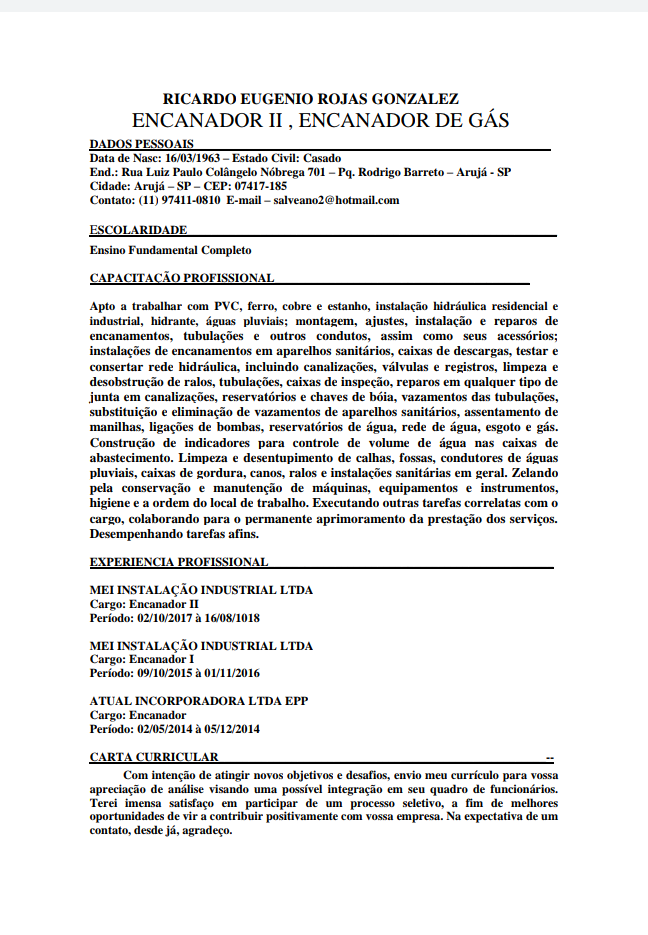 RICARDO EUGENIO ROJAS GONZALEZ
ENCANADOR II , ENCANADOR DE GÁS
DADOS PESSOAIS
Data de Nasc: 16/03/1963 – Estado Civil: Casado
End.: Rua Luiz Paulo Colângelo Nóbrega 701 – Pq. Rodrigo Barreto – Arujá - SP
Cidade: Arujá – SP – CEP: 07417-185
Contato: (11) 97411-0810 E-mail – salveano2@hotmail.com
ESCOLARIDADE
Ensino Fundamental Completo
CAPACITAÇÃO PROFISSIONAL
Apto a trabalhar com PVC, ferro, cobre e estanho, instalação hidráulica residencial e
industrial, hidrante, águas pluviais; montagem, ajustes, instalação e reparos de
encanamentos, tubulações e outros condutos, assim como seus acessórios;
instalações de encanamentos em aparelhos sanitários, caixas de descargas, testar e
consertar rede hidráulica, incluindo canalizações, válvulas e registros, limpeza e
desobstrução de ralos, tubulações, caixas de inspeção, reparos em qualquer tipo de
junta em canalizações, reservatórios e chaves de bóia, vazamentos das tubulações,
substituição e eliminação de vazamentos de aparelhos sanitários, assentamento de
manilhas, ligações de bombas, reservatórios de água, rede de água, esgoto e gás.
Construção de indicadores para controle de volume de água nas caixas de
abastecimento. Limpeza e desentupimento de calhas, fossas, condutores de águas
pluviais, caixas de gordura, canos, ralos e instalações sanitárias em geral. Zelando
pela conservação e manutenção de máquinas, equipamentos e instrumentos,
higiene e a ordem do local de trabalho. Executando outras tarefas correlatas com o
cargo, colaborando para o permanente aprimoramento da prestação dos serviços.
Desempenhando tarefas afins.
EXPERIENCIA PROFISSIONAL
MEI INSTALAÇÃO INDUSTRIAL LTDA
Cargo: Encanador II
Período: 02/10/2017 à 16/08/1018
MEI INSTALAÇÃO INDUSTRIAL LTDA
Cargo: Encanador I
Período: 09/10/2015 à 01/11/2016
ATUAL INCORPORADORA LTDA EPP
Cargo: Encanador
Período: 02/05/2014 à 05/12/2014
CARTA CURRICULAR --
Com intenção de atingir novos objetivos e desafios, envio meu currículo para vossa
apreciação de análise visando uma possível integração em seu quadro de funcionários.
Terei imensa satisfaço em participar de um processo seletivo, a fim de melhores
oportunidades de vir a contribuir positivamente com vossa empresa. Na expectativa de um
contato, desde já, agradeço.